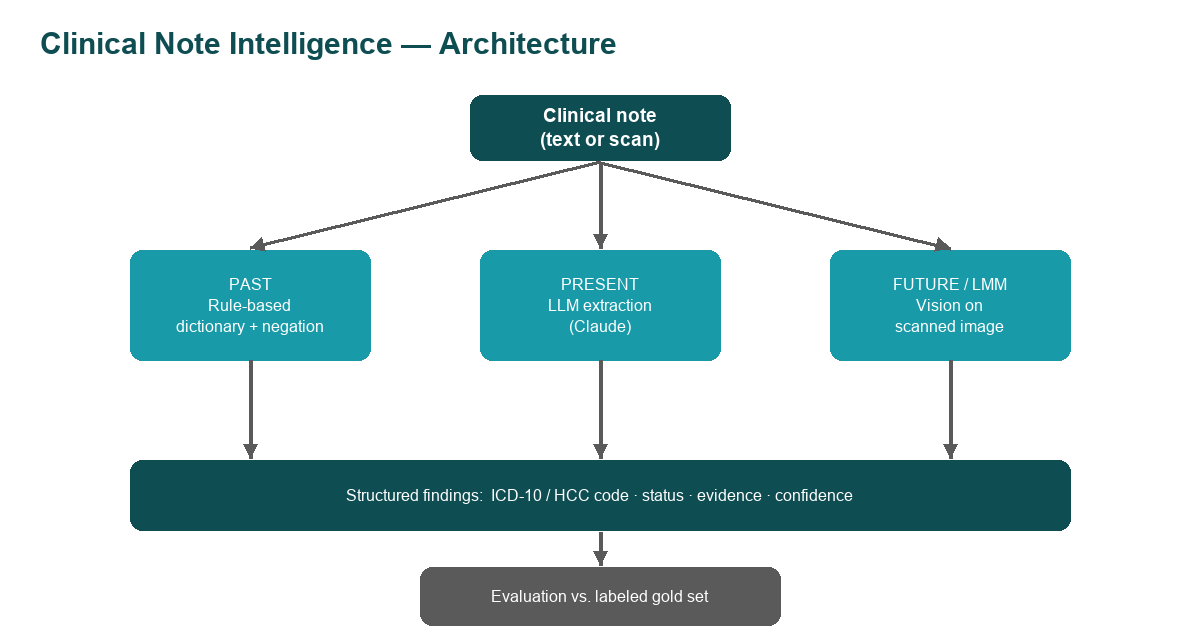 Clinical Note Intelligence — Architecture
Clinical note
(text or scan)
PAST
Rule-based
dictionary + negation
PRESENT
LLM extraction
(Claude)
FUTURE / LMM
Vision on
scanned image
Structured findings:  ICD-10 / HCC code · status · evidence · confidence
Evaluation vs. labeled gold set